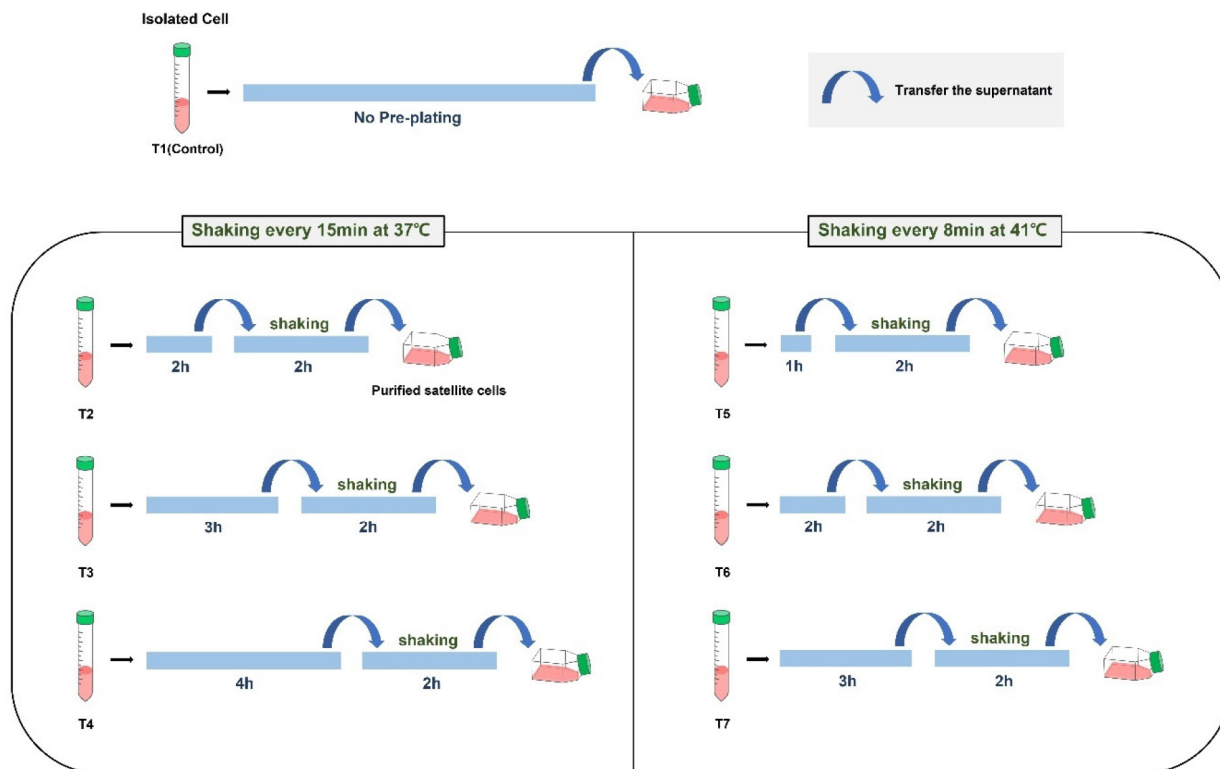 Isolated Cell
Transfer the supernatant
No Pre-plating
T1(Control)
Shaking every 15min at 37℃
shaking
2h
2h
Purified satellite cells
T2
shaking
3h
2h
T3
shaking
4h
2h
T4
Shaking every 8min at 41℃
shaking
1h
2h
T5
shaking
2h
2h
T6
shaking
3h
2h
T7